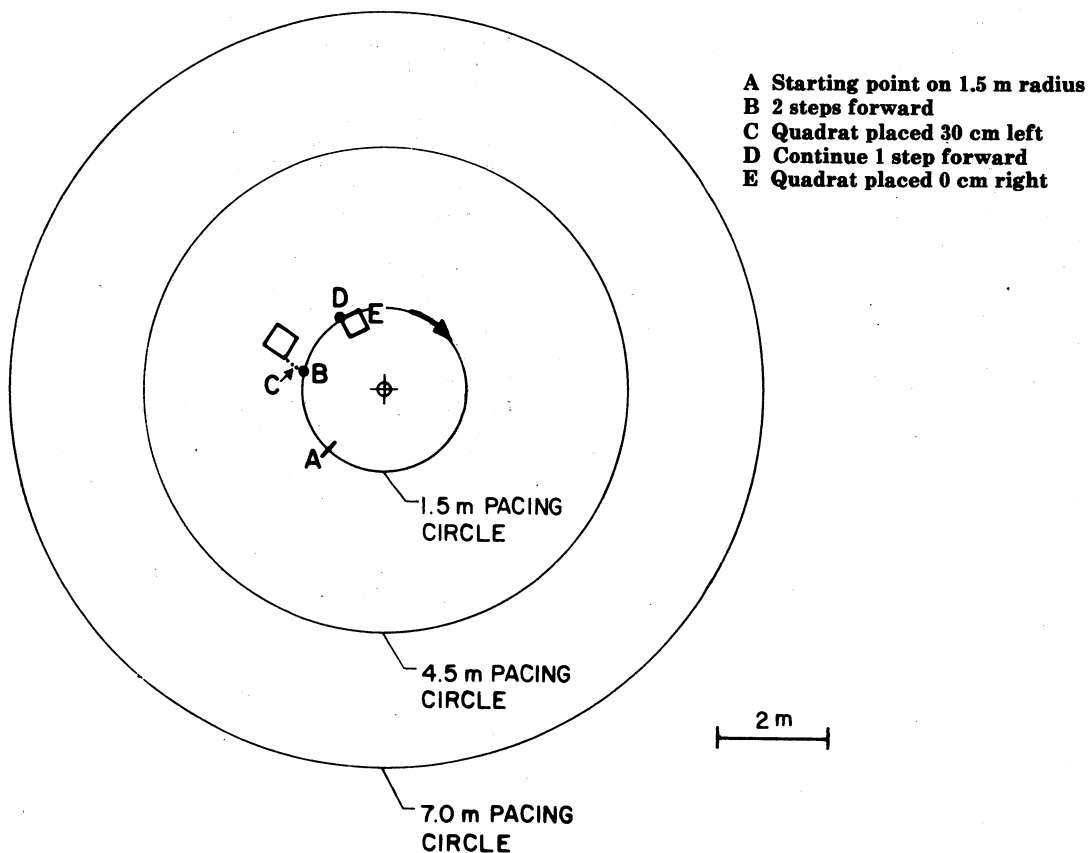 A Starting point on 1.5 m radius
B 2 steps forward
C Quadrat placed 30 cm left
D Continue 1 step forward
E Quadrat placed 0 cm right
D
E
C
B
A
1.5 m PACING
CIRCLE
4.5 m PACING
CIRCLE
2 m
7.0 m PACING
CIRCLE